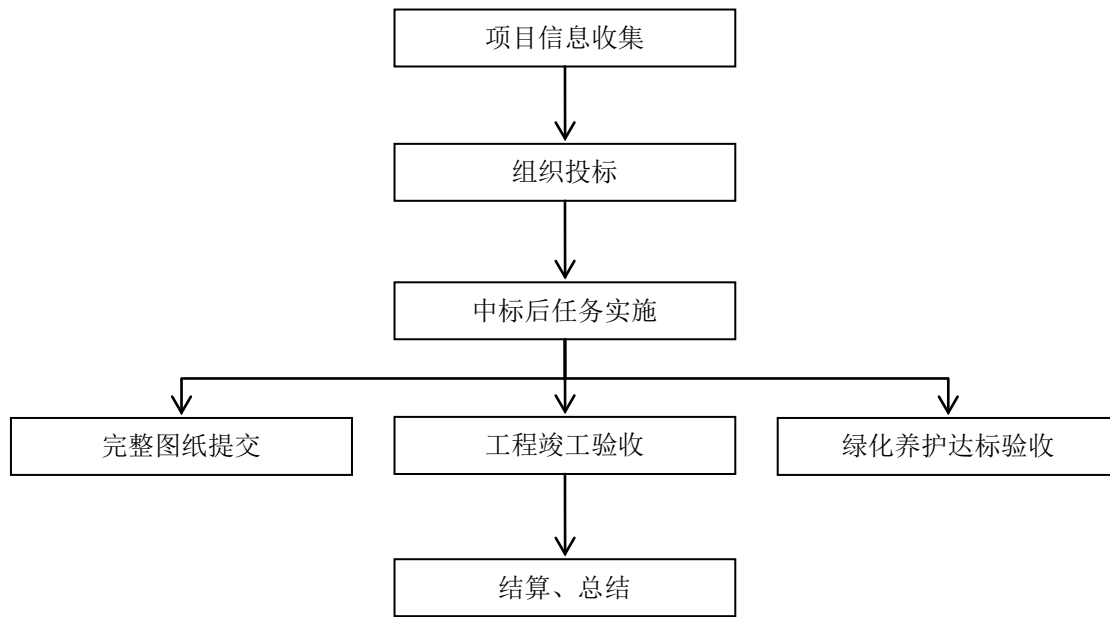 项目信息收集
组织投标
中标后任务实施
完整图纸提交
工程竣工验收
绿化养护达标验收
结算、总结